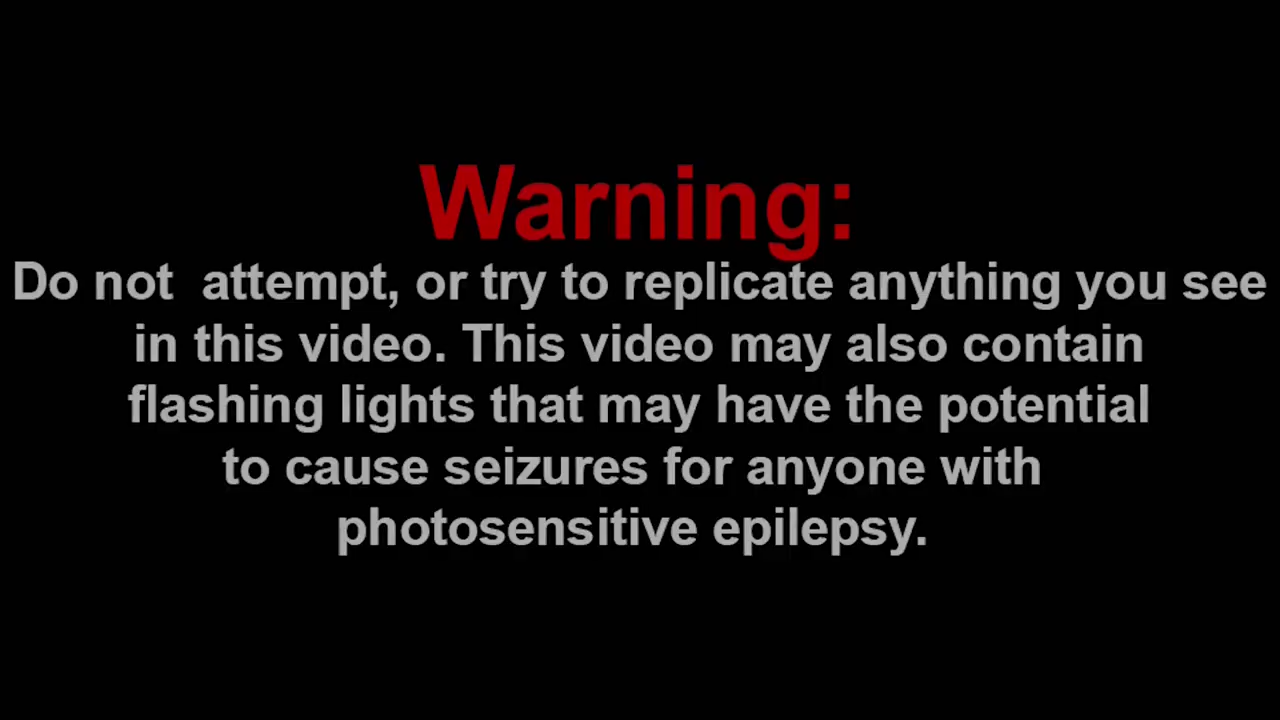 Warning:
Do not  attempt, or try to replicate anything you see
in this video. This video may also contain
flashing lights that may have the potential
to cause seizures for anyone with
photosensitive epilepsy.